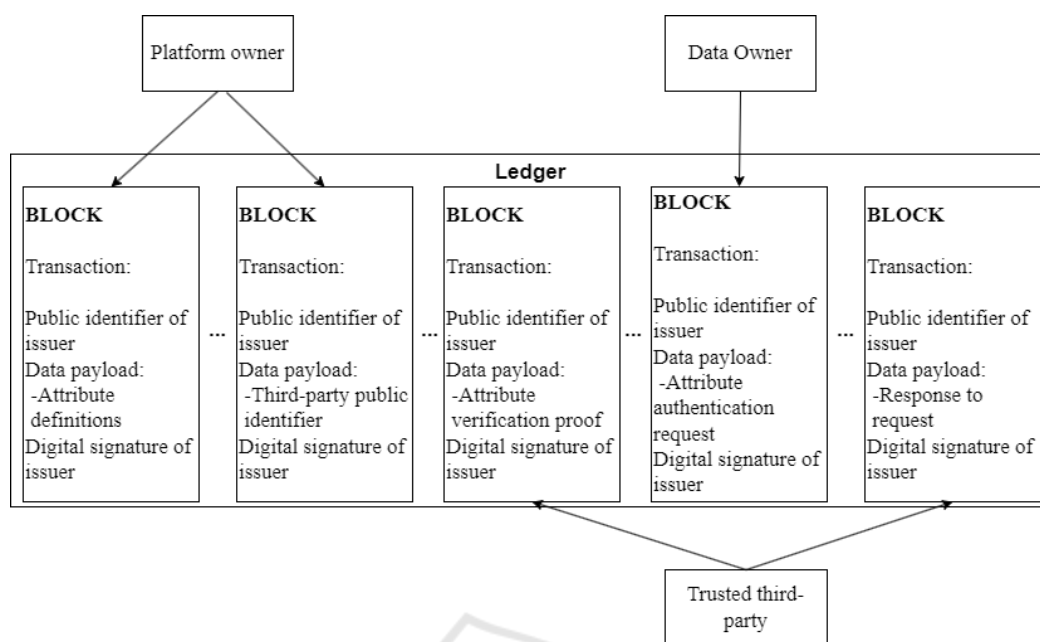 Platform owner
Data Owner
Ledger
BLOCK
Transaction:
Public identifier of
issuer
Data payload:
-Attribute
definitions
Digital signature of
issuer
...
BLOCK
Transaction:
Public identifier of
issuer
Data payload:
-Third-party public
identifier
Digital signature of
issuer
...
BLOCK
Transaction:
Public identifier of
issuer
Data payload:
-Attribute
verification proof
Digital signature of
issuer
...
BLOCK
Transaction:
Public identifier of
issuer
Data payload:
-Attribute
authentication
request
Digital signature of
issuer
...
BLOCK
Transaction:
Public identifier of
issuer
Data payload:
-Response to
request
Digital signature of
issuer
Trusted third-
party